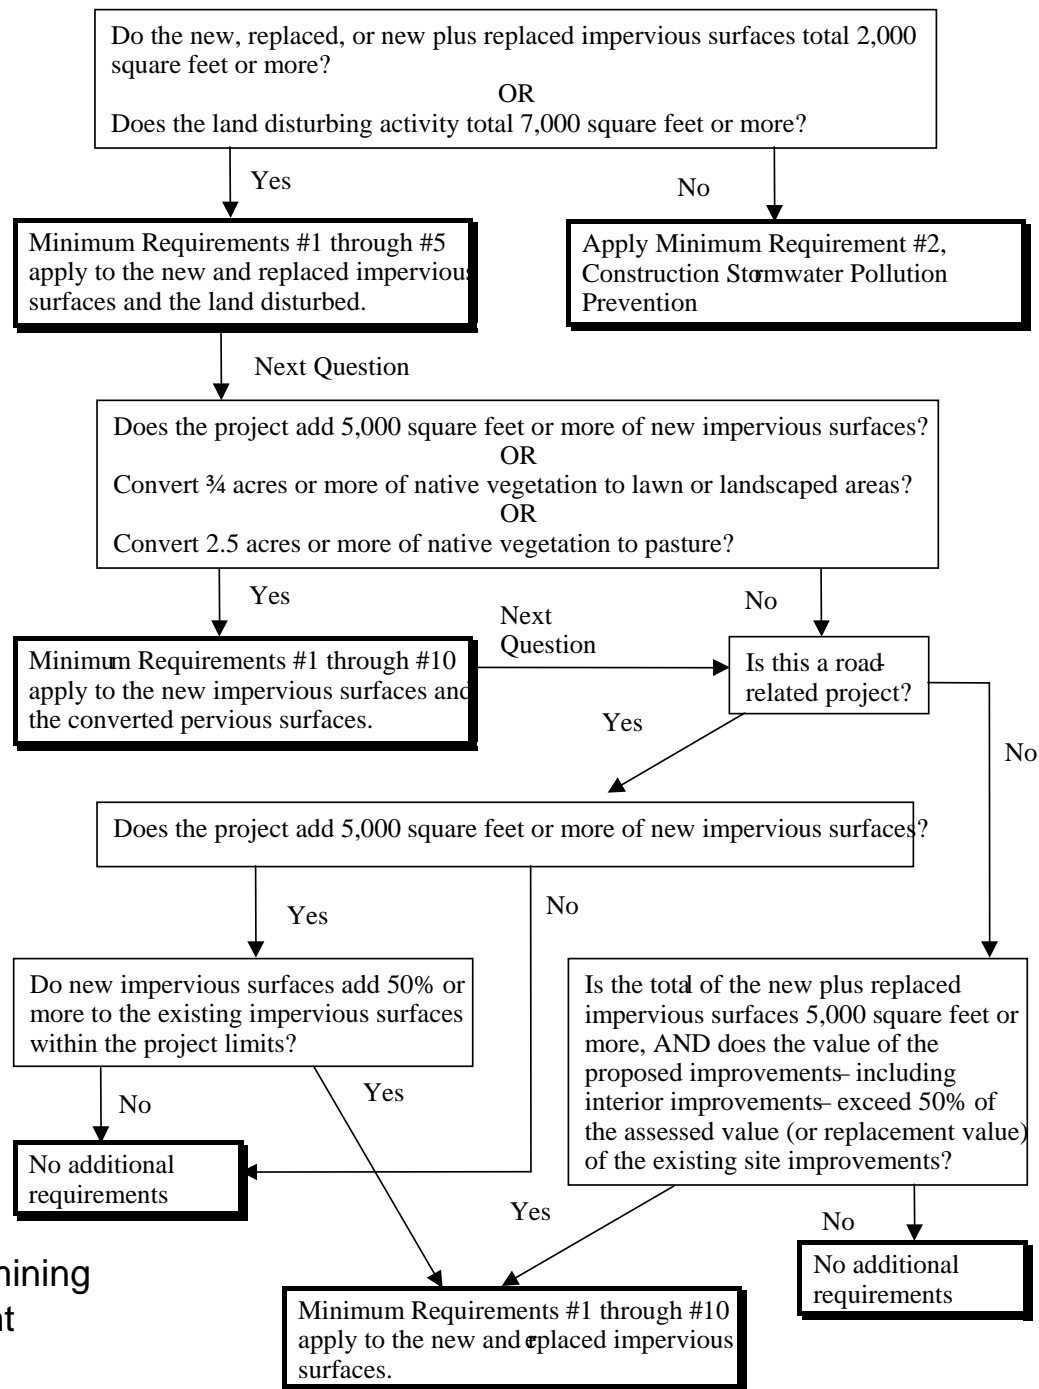 Do the new, replaced, or new plus replaced impervious surfaces total 2,000
square feet or more?
OR
Does the land disturbing activity total 7,000 square feet or more?
Yes
No
Minimum Requirements #1 through #5
apply to the new and replaced impervious
surfaces and the land disturbed.
Apply Minimum Requirement #2,
Construction Stormwater Pollution
Prevention
Next Question
Does the project add 5,000 square feet or more of new impervious surfaces?
OR
Convert ¾ acres or more of native vegetation to lawn or landscaped areas?
OR
Convert 2.5 acres or more of native vegetation to pasture?
Yes
No
Next
Question
Minimum Requirements #1 through #10
apply to the new impervious surfaces and
the converted pervious surfaces.
Is this a road-
related project?
Yes
No
Does the project add 5,000 square feet or more of new impervious surfaces?
Yes
No
Do new impervious surfaces add 50% or
more to the existing impervious surfaces
within the project limits?
Is the total of the new plus replaced
impervious surfaces 5,000 square feet or
more, AND does the value of the
proposed improvements – including
interior improvements – exceed 50% of
the assessed value (or replacement value)
of the existing site improvements?
No
Yes
No additional
requirements
Yes
No
No additional
requirements
Minimum Requirements #1 through #10
apply to the new and replaced impervious
surfaces.